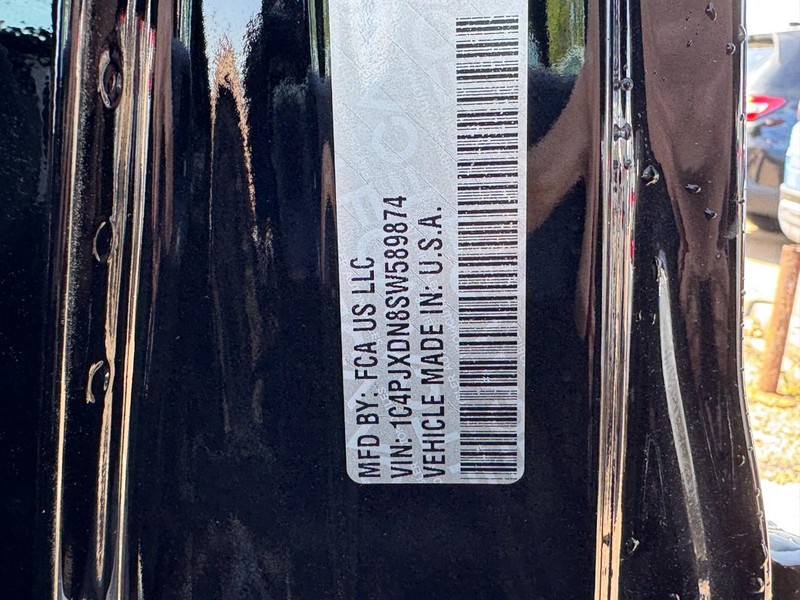 MFD BY: FCA US LLC
VIN: 1C4PJXDN8SW589874
VEHICLE MADE IN: U.S.A.